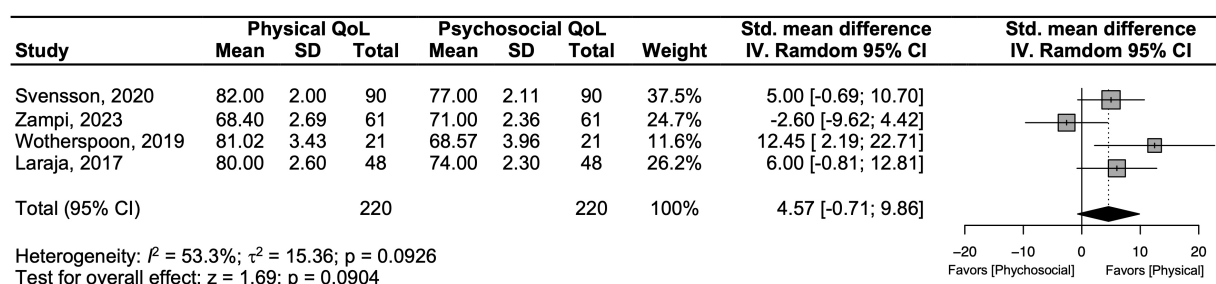 Physical QoL Psychosocial QoL Std. mean difference Std. mean difference
Study Mean SD Total Mean SD Total Weight IV. Ramdom 95% CI IV. Ramdom 95% CI
Svensson, 2020 82.00 2.00 90 77.00 2.11 90 37.5% 5.00 [-0.69; 10.70]
Zampi, 2023 68.40 2.69 61 71.00 2.36 61 24.7% -2.60 [-9.62; 4.42]
Wotherspoon, 2019 81.02 3.43 21 68.57 3.96 21 11.6% 12.45 [ 2.19; 22.71]
Laraja, 2017 80.00 2.60 48 74.00 2.30 48 26.2% 6.00 [-0.81; 12.81]
Total (95% CI) 220 220 100% 4.57 [-0.71; 9.86]
−20 −10 0 10 20
Heterogeneity: I² = 53.3%; τ² = 15.36; p = 0.0926
Favors [Phychosocial] Favors [Physical]
Test for overall effect: z = 1.69; p = 0.0904